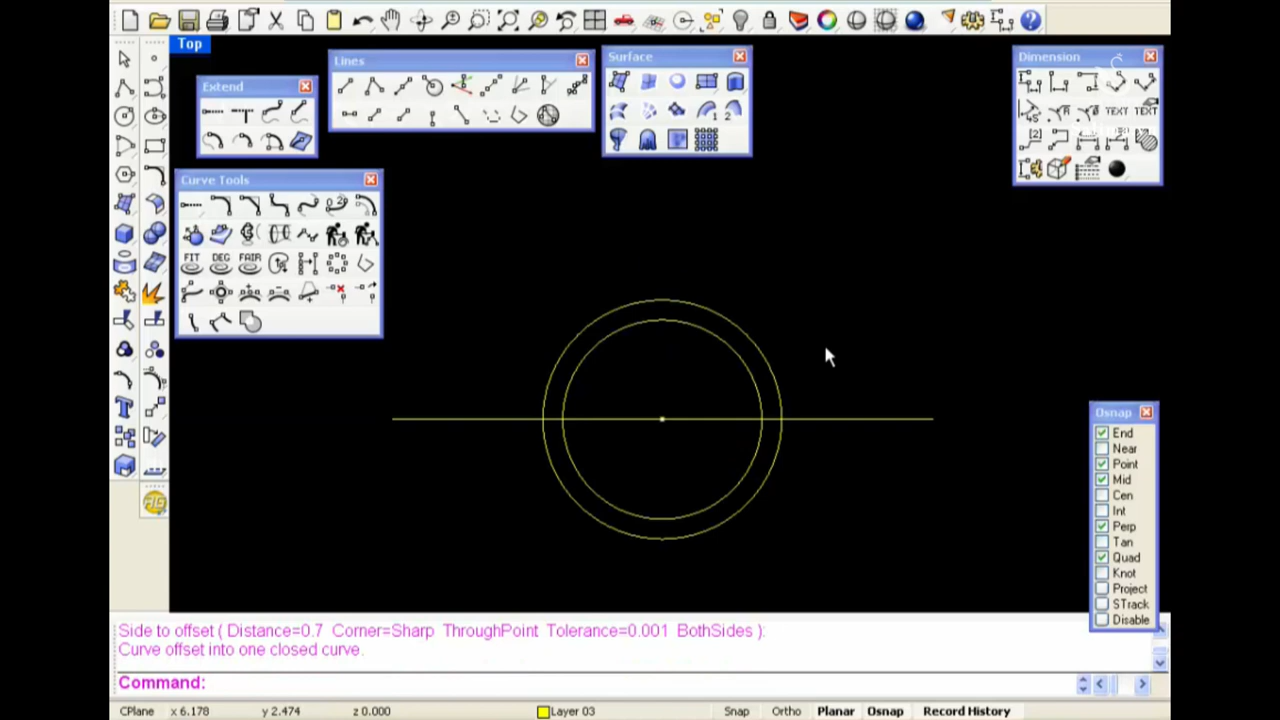 Top
Extend
Lines
Surface
Dimension
TEXT TEXT
Curve Tools
FIT DEG FAIR
Osnap
End
Near
Point
Mid
Cen
Int
Perp
Tan
Quad
Knot
Project
STrack
Disable
Side to offset ( Distance=0.7 Corner=Sharp ThroughPoint Tolerance=0.001 BothSides ):
Curve offset into one closed curve.
Command:
CPlane x 6.178 y 2.474 z 0.000 Layer 03 Snap Ortho Planar Osnap Record History